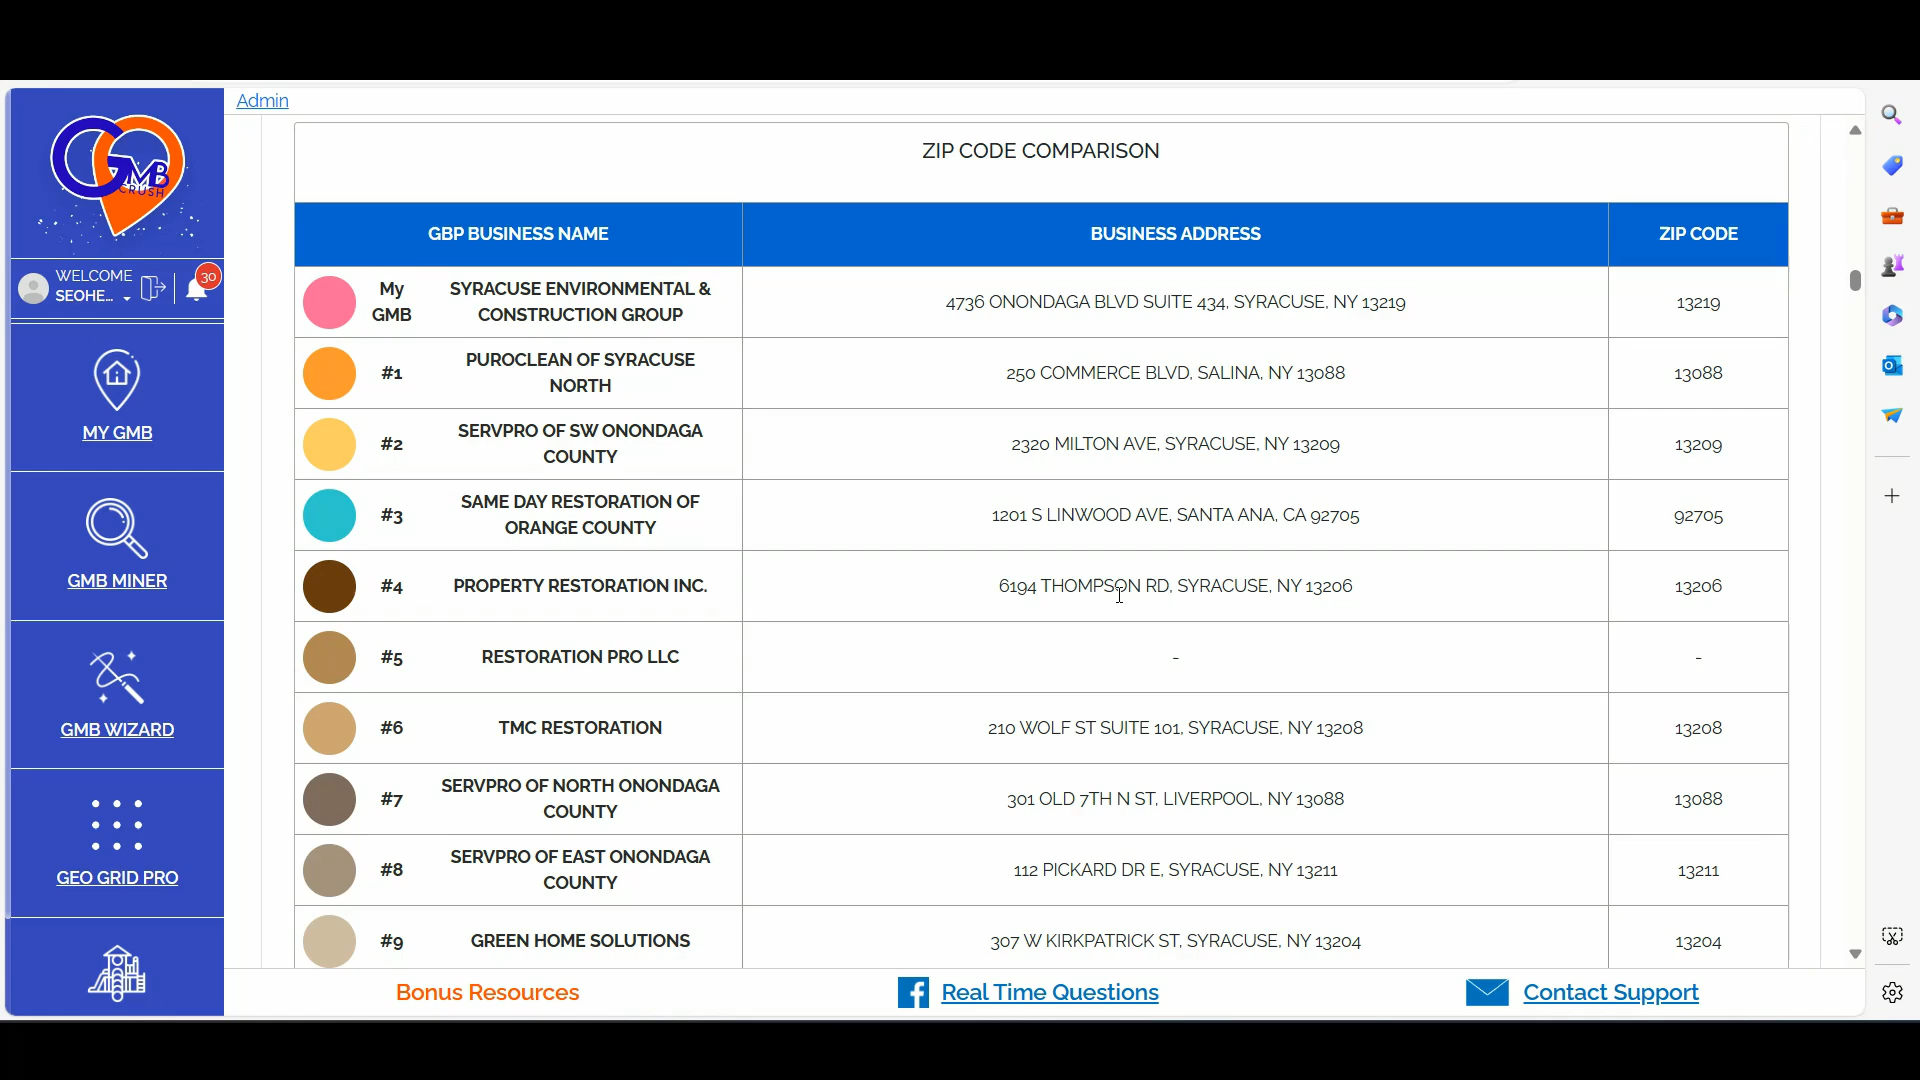 Admin
GMB
CRUSH
WELCOME
SEOHE...
30
MY GMB
GMB MINER
GMB WIZARD
GEO GRID PRO
ZIP CODE COMPARISON
GBP BUSINESS NAME BUSINESS ADDRESS ZIP CODE
My GMB SYRACUSE ENVIRONMENTAL & CONSTRUCTION GROUP 4736 ONONDAGA BLVD SUITE 434, SYRACUSE, NY 13219 13219
#1 PUROCLEAN OF SYRACUSE NORTH 250 COMMERCE BLVD, SALINA, NY 13088 13088
#2 SERVPRO OF SW ONONDAGA COUNTY 2320 MILTON AVE, SYRACUSE, NY 13209 13209
#3 SAME DAY RESTORATION OF ORANGE COUNTY 1201 S LINWOOD AVE, SANTA ANA, CA 92705 92705
#4 PROPERTY RESTORATION INC. 6194 THOMPSON RD, SYRACUSE, NY 13206 13206
#5 RESTORATION PRO LLC - -
#6 TMC RESTORATION 210 WOLF ST SUITE 101, SYRACUSE, NY 13208 13208
#7 SERVPRO OF NORTH ONONDAGA COUNTY 301 OLD 7TH N ST, LIVERPOOL, NY 13088 13088
#8 SERVPRO OF EAST ONONDAGA COUNTY 112 PICKARD DR E, SYRACUSE, NY 13211 13211
#9 GREEN HOME SOLUTIONS 307 W KIRKPATRICK ST, SYRACUSE, NY 13204 13204
Bonus Resources Real Time Questions Contact Support